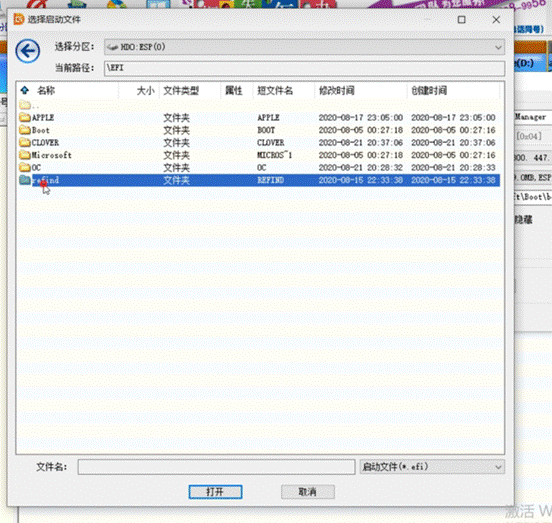 选择启动文件
选择分区: HD0:ESP(0)
当前路径: \EFI
名称 大小 文件类型 属性 短文件名 修改时间 创建时间
..
APPLE 文件夹 APPLE 2020-08-17 23:05:00 2020-08-17 23:05:00
Boot 文件夹 BOOT 2020-08-05 00:27:18 2020-08-05 00:27:16
CLOVER 文件夹 CLOVER 2020-08-21 20:37:06 2020-08-21 20:37:06
Microsoft 文件夹 MICROS~1 2020-08-05 00:27:18 2020-08-05 00:27:16
OC 文件夹 OC 2020-08-21 20:28:32 2020-08-21 20:28:33
refind 文件夹 REFIND 2020-08-15 22:33:38 2020-08-15 22:33:38
文件名: 启动文件(*.efi)
打开 取消
(D:)
Manager
[0x04]
800. 447.
.0MB,ESP
ft\Boot\b
隐藏
激活 W